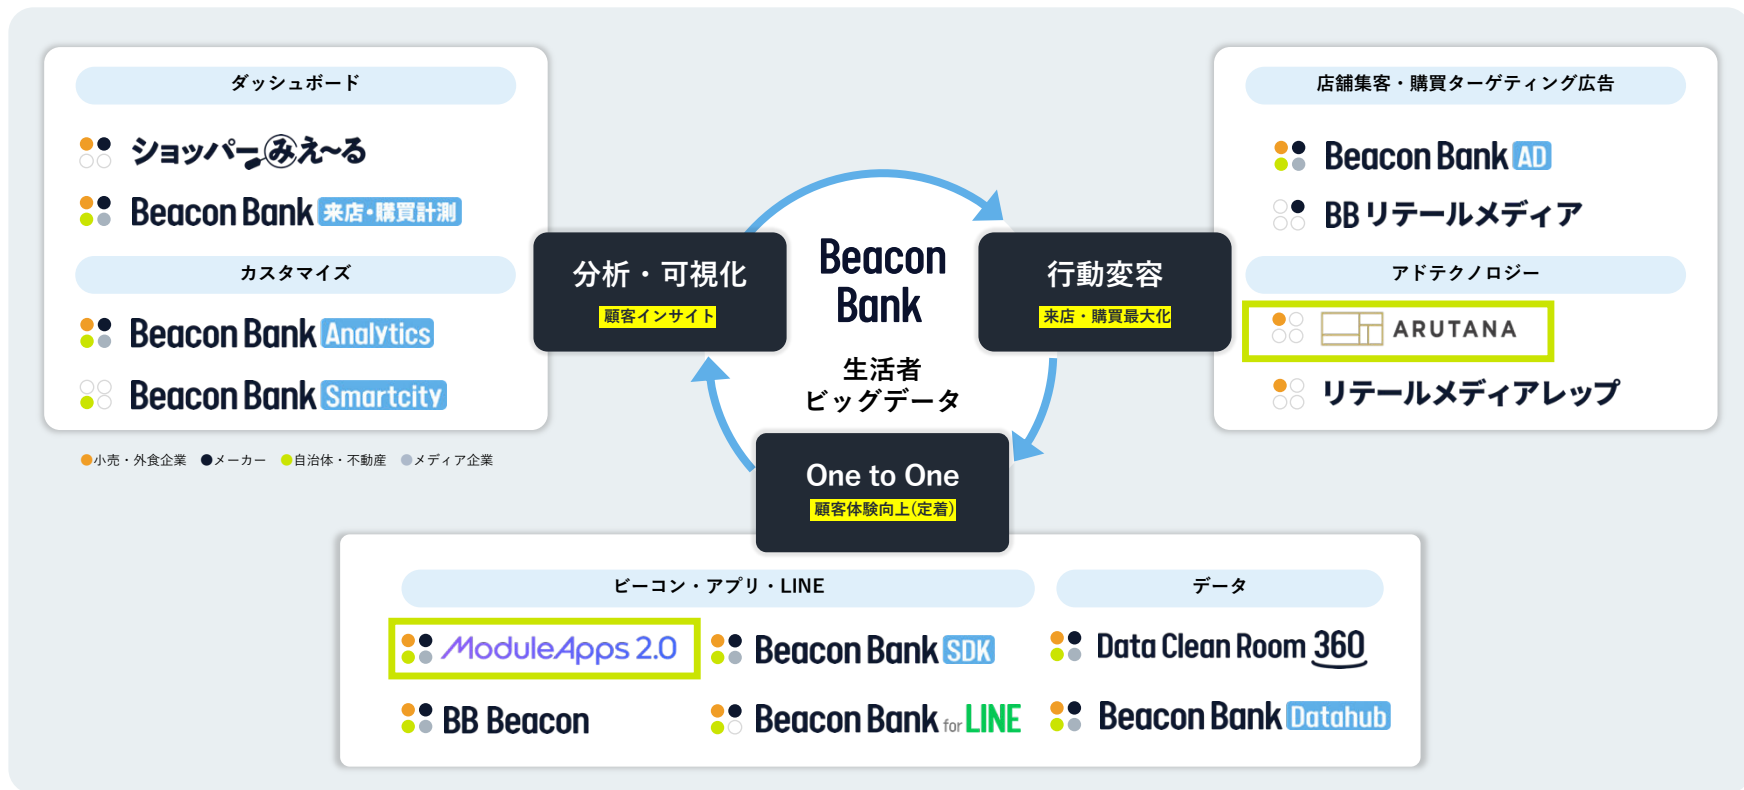 ダッシュボード
ショッパーみえ〜る
Beacon Bank 来店・購買計測
カスタマイズ
Beacon Bank Analytics
Beacon Bank Smartcity
小売・外食企業 メーカー 自治体・不動産 メディア企業
分析・可視化
顧客インサイト
Beacon
Bank
生活者
ビッグデータ
行動変容
来店・購買最大化
One to One
顧客体験向上(定着)
店舗集客・購買ターゲティング広告
Beacon Bank AD
BB リテールメディア
アドテクノロジー
ARUTANA
リテールメディアレップ
ビーコン・アプリ・LINE
ModuleApps 2.0
Beacon Bank SDK
BB Beacon
Beacon Bank for LINE
データ
Data Clean Room 360
Beacon Bank Datahub